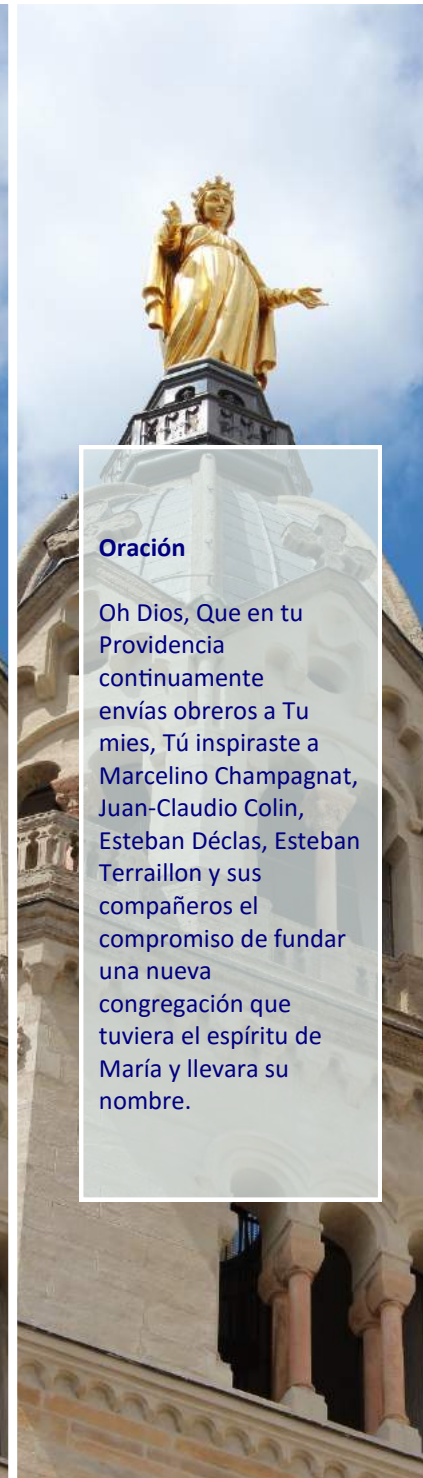 Oración
Oh Dios, Que en tu
Providencia
continuamente
envías obreros a Tu
mies, Tú inspiraste a
Marcelino Champagnat,
Juan-Claudio Colin,
Esteban Déclas, Esteban
Terraillon y sus
compañeros el
compromiso de fundar
una nueva
congregación que
tuviera el espíritu de
María y llevara su
nombre.